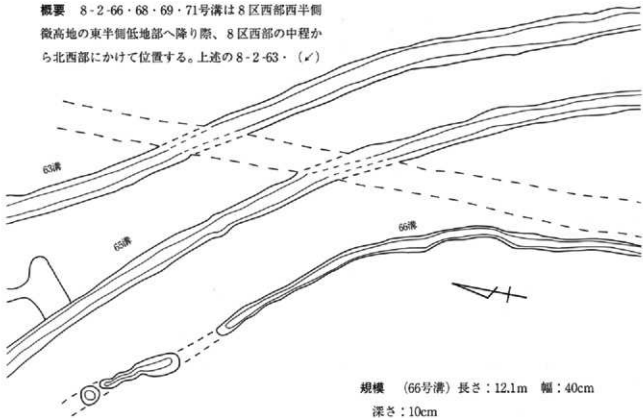 概要　8-2-66・68・69・71号溝は8区西部西半側
微高地の東半側低地部へ降り際、8区西部の中程か
ら北西部にかけて位置する。上述の8-2-63・(↙)
63溝
65溝
66溝
規模　(66号溝) 長さ：12.1m　幅：40cm
深さ：10cm